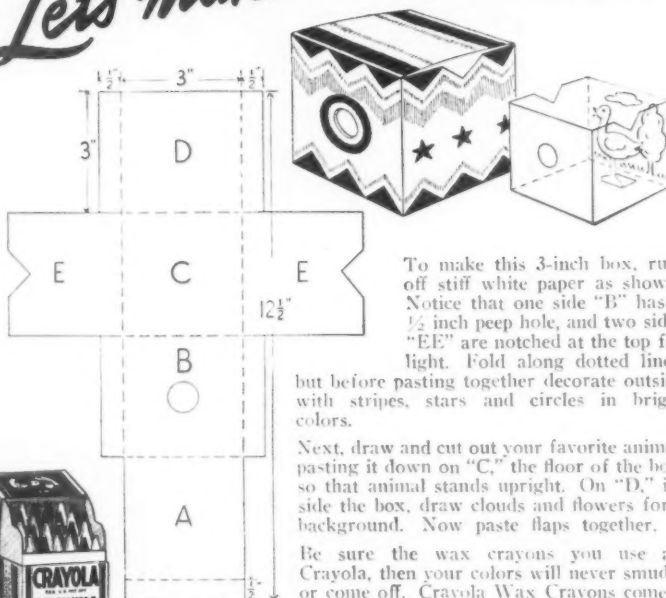 Lets
1/2" 3" 1/2"
3"
D
E C E
12 1/2"
B
A
1/2"
CRAYOLA
To make this 3-inch box, ru
off stiff white paper as show
Notice that one side "B" has
1/2 inch peep hole, and two sid
"EE" are notched at the top f
light. Fold along dotted line
but before pasting together decorate outsi
with stripes, stars and circles in brig
colors.
Next, draw and cut out your favorite anim
pasting it down on "C," the floor of the bo
so that animal stands upright. On "D," i
side the box, draw clouds and flowers for
background. Now paste flaps together.
Be sure the wax crayons you use a
Crayola, then your colors will never smud
or come off. Crayola Wax Crayons come